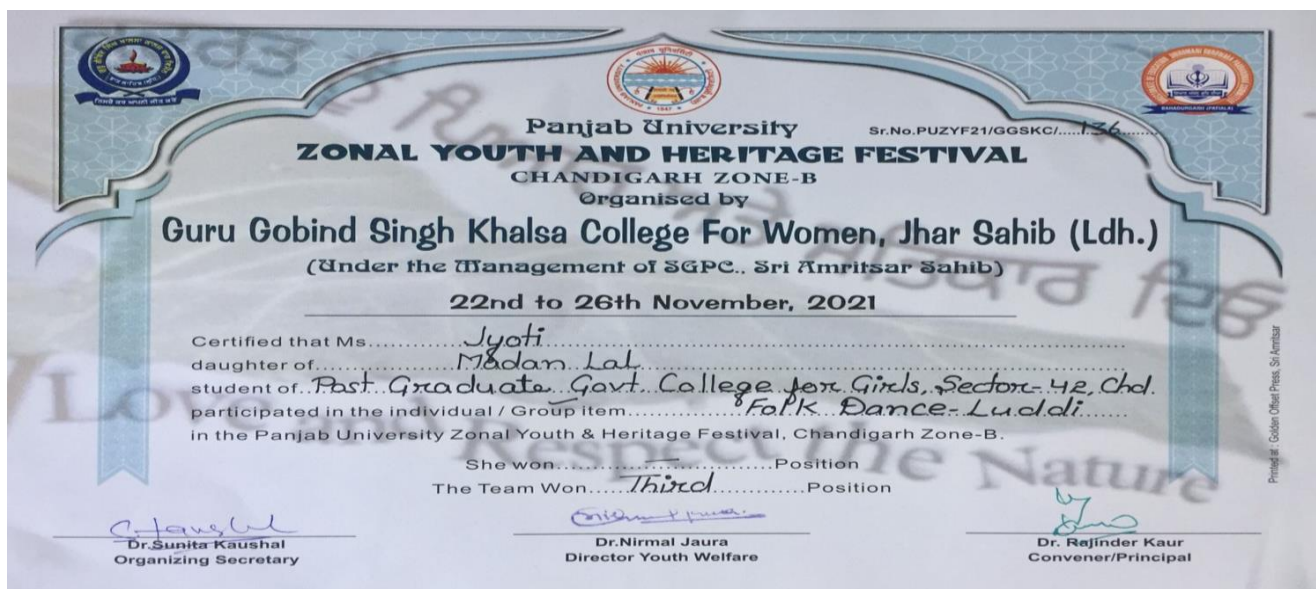 Panjab University
Sr.No.PUZYF21/GGSKC/.....136........
ZONAL YOUTH AND HERITAGE FESTIVAL
CHANDIGARH ZONE-B
Organised by
Guru Gobind Singh Khalsa College For Women, Jhar Sahib (Ldh.)
(Under the Management of SGPC., Sri Amritsar Sahib)
22nd to 26th November, 2021
Certified that Ms............Jyoti............
daughter of............Madan Lal............
student of..Post Graduate Govt College for Girls, Sector-42, Chd.
participated in the individual / Group item............Folk Dance-Luddi......
in the Panjab University Zonal Youth & Heritage Festival, Chandigarh Zone-B.
She won............—............Position
The Team Won......Third............Position
ਪਿਆਰ ਅਤੇ ਸਤਿਕਾਰ ਦਿਓ
Love and Respect the Nature
Dr.Sunita Kaushal
Organizing Secretary
Dr.Nirmal Jaura
Director Youth Welfare
Dr. Rajinder Kaur
Convener/Principal
Printed at : Golden Offset Press, Sri Amritsar